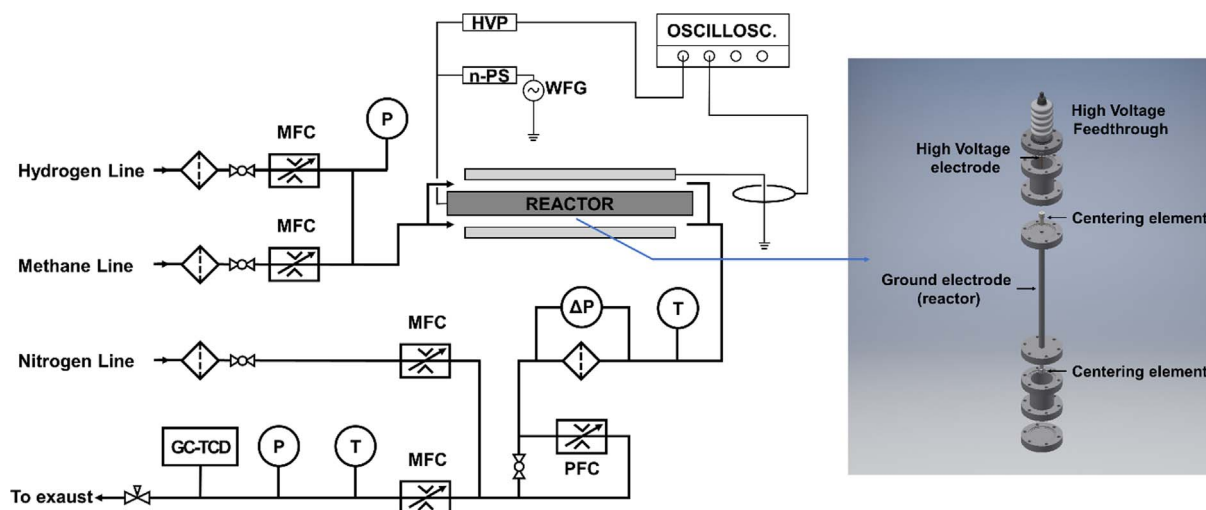 HVP
OSCILLOSC.
n-PS
WFG
P
MFC
Hydrogen Line
REACTOR
MFC
Methane Line
ΔP
T
MFC
Nitrogen Line
GC-TCD
P
T
MFC
PFC
To exaust
High Voltage
Feedthrough
High Voltage
electrode
Centering element
Ground electrode
(reactor)
Centering element